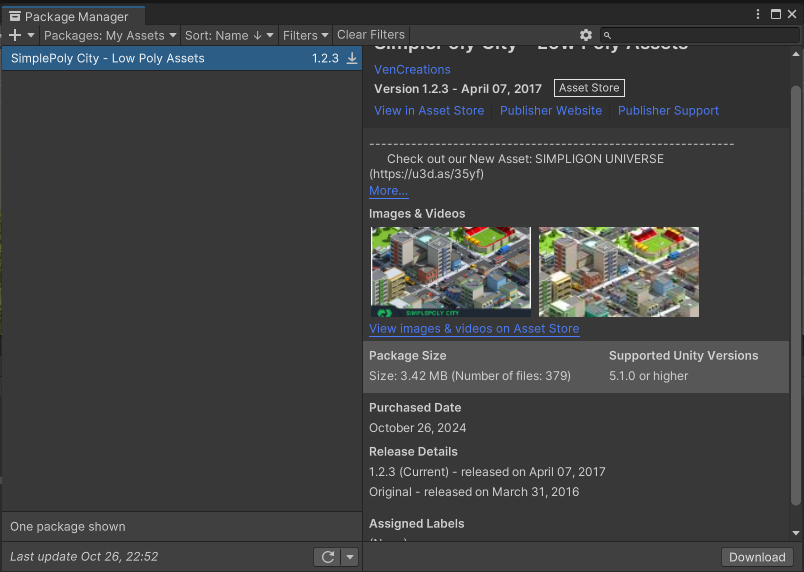 Package Manager
Packages: My Assets Sort: Name ↓ Filters Clear Filters
SimplePoly City - Low Poly Assets 1.2.3
One package shown
Last update Oct 26, 22:52
SimplePoly City - Low Poly Assets
VenCreations
Version 1.2.3 - April 07, 2017 Asset Store
View in Asset Store Publisher Website Publisher Support
-------------------------------------------------------------
Check out our New Asset: SIMPLIGON UNIVERSE
(https://u3d.as/35yf)
More...
Images & Videos
SIMPLEPOLY CITY
View images & videos on Asset Store
Package Size Supported Unity Versions
Size: 3.42 MB (Number of files: 379) 5.1.0 or higher
Purchased Date
October 26, 2024
Release Details
1.2.3 (Current) - released on April 07, 2017
Original - released on March 31, 2016
Assigned Labels
Download